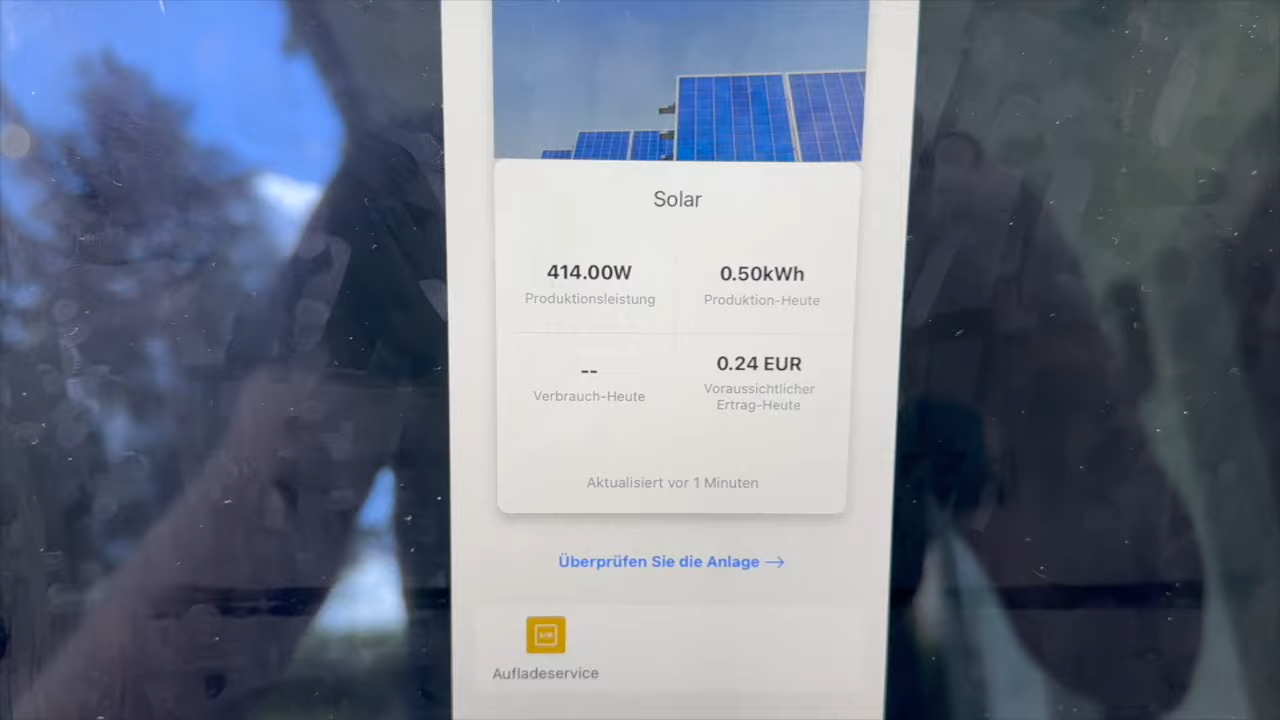 Solar
414.00W
Produktionsleistung
0.50kWh
Produktion-Heute
--
Verbrauch-Heute
0.24 EUR
Voraussichtlicher
Ertrag-Heute
Aktualisiert vor 1 Minuten
Überprüfen Sie die Anlage →
Aufladeservice